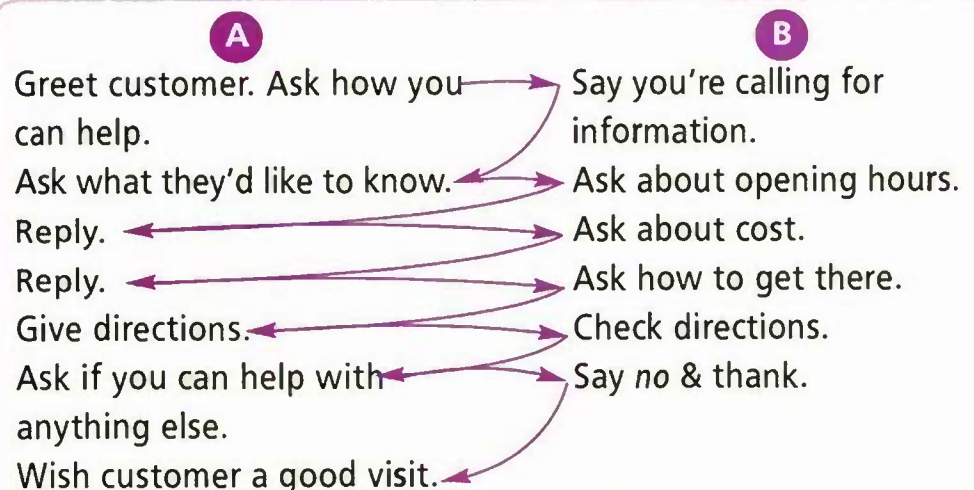 A
B
Greet customer. Ask how you
can help.
Say you're calling for
information.
Ask what they'd like to know.
Ask about opening hours.
Reply.
Ask about cost.
Reply.
Ask how to get there.
Give directions.
Check directions.
Ask if you can help with
anything else.
Say no & thank.
Wish customer a good visit.